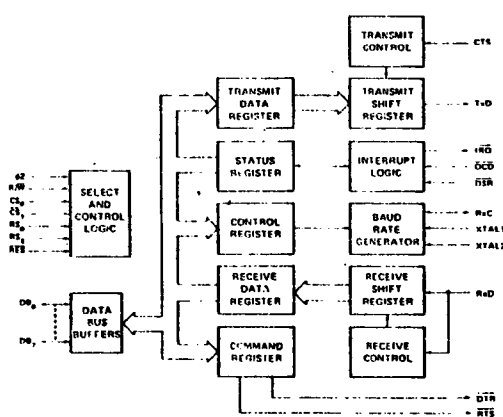 TRANSMIT
CONTROL
CTS
TRANSMIT
DATA
REGISTER
TRANSMIT
SHIFT
REGISTER
TxD
STATUS
REGISTER
INTERRUPT
LOGIC
IRQ
DCD
DSR
ø2
R/W
CS0
CS1
RS0
RS1
RES
SELECT
AND
CONTROL
LOGIC
CONTROL
REGISTER
BAUD
RATE
GENERATOR
RxC
XTAL1
XTAL2
RECEIVE
DATA
REGISTER
RECEIVE
SHIFT
REGISTER
RxD
DB0
DB7
DATA
BUS
BUFFERS
COMMAND
REGISTER
RECEIVE
CONTROL
DTR
RTS